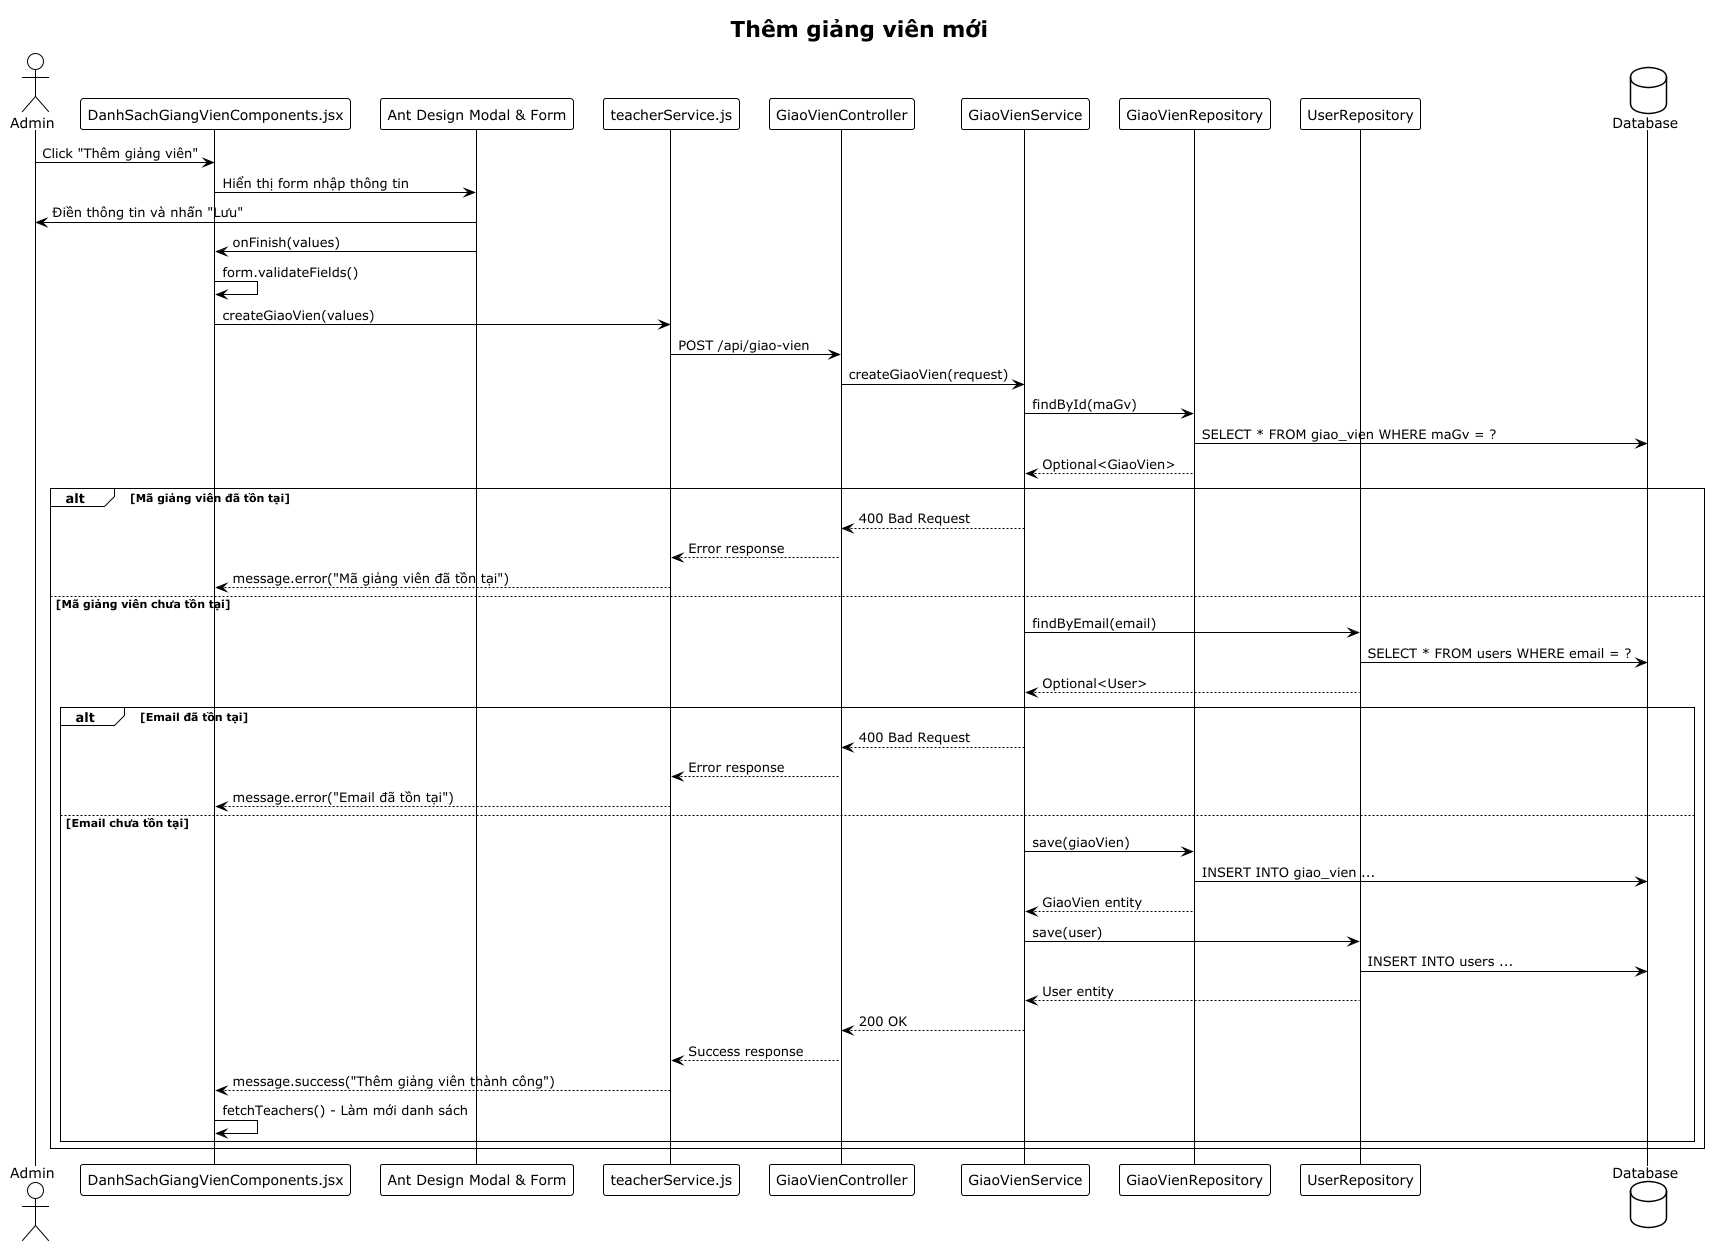 Thêm giảng viên mới
Admin
DanhSachGiangVienComponents.jsx
Ant Design Modal & Form
teacherService.js
GiaoVienController
GiaoVienService
GiaoVienRepository
UserRepository
Database
Click "Thêm giảng viên"
Hiển thị form nhập thông tin
Điền thông tin và nhấn "Lưu"
onFinish(values)
form.validateFields()
createGiaoVien(values)
POST /api/giao-vien
createGiaoVien(request)
findById(maGv)
SELECT * FROM giao_vien WHERE maGv = ?
Optional<GiaoVien>
alt [Mã giảng viên đã tồn tại]
400 Bad Request
Error response
message.error("Mã giảng viên đã tồn tại")
[Mã giảng viên chưa tồn tại]
findByEmail(email)
SELECT * FROM users WHERE email = ?
Optional<User>
alt [Email đã tồn tại]
400 Bad Request
Error response
message.error("Email đã tồn tại")
[Email chưa tồn tại]
save(giaoVien)
INSERT INTO giao_vien ...
GiaoVien entity
save(user)
INSERT INTO users ...
User entity
200 OK
Success response
message.success("Thêm giảng viên thành công")
fetchTeachers() - Làm mới danh sách
Admin
DanhSachGiangVienComponents.jsx
Ant Design Modal & Form
teacherService.js
GiaoVienController
GiaoVienService
GiaoVienRepository
UserRepository
Database